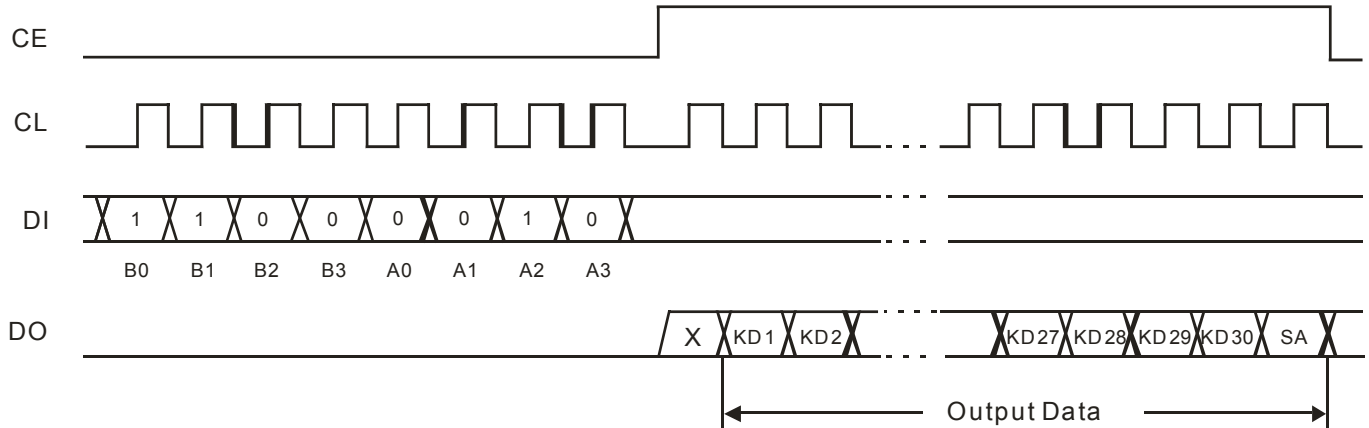 CE
CL
DI 1 1 0 0 0 0 1 0
B0 B1 B2 B3 A0 A1 A2 A3
DO X KD1 KD2 KD27 KD28 KD29 KD30 SA
Output Data